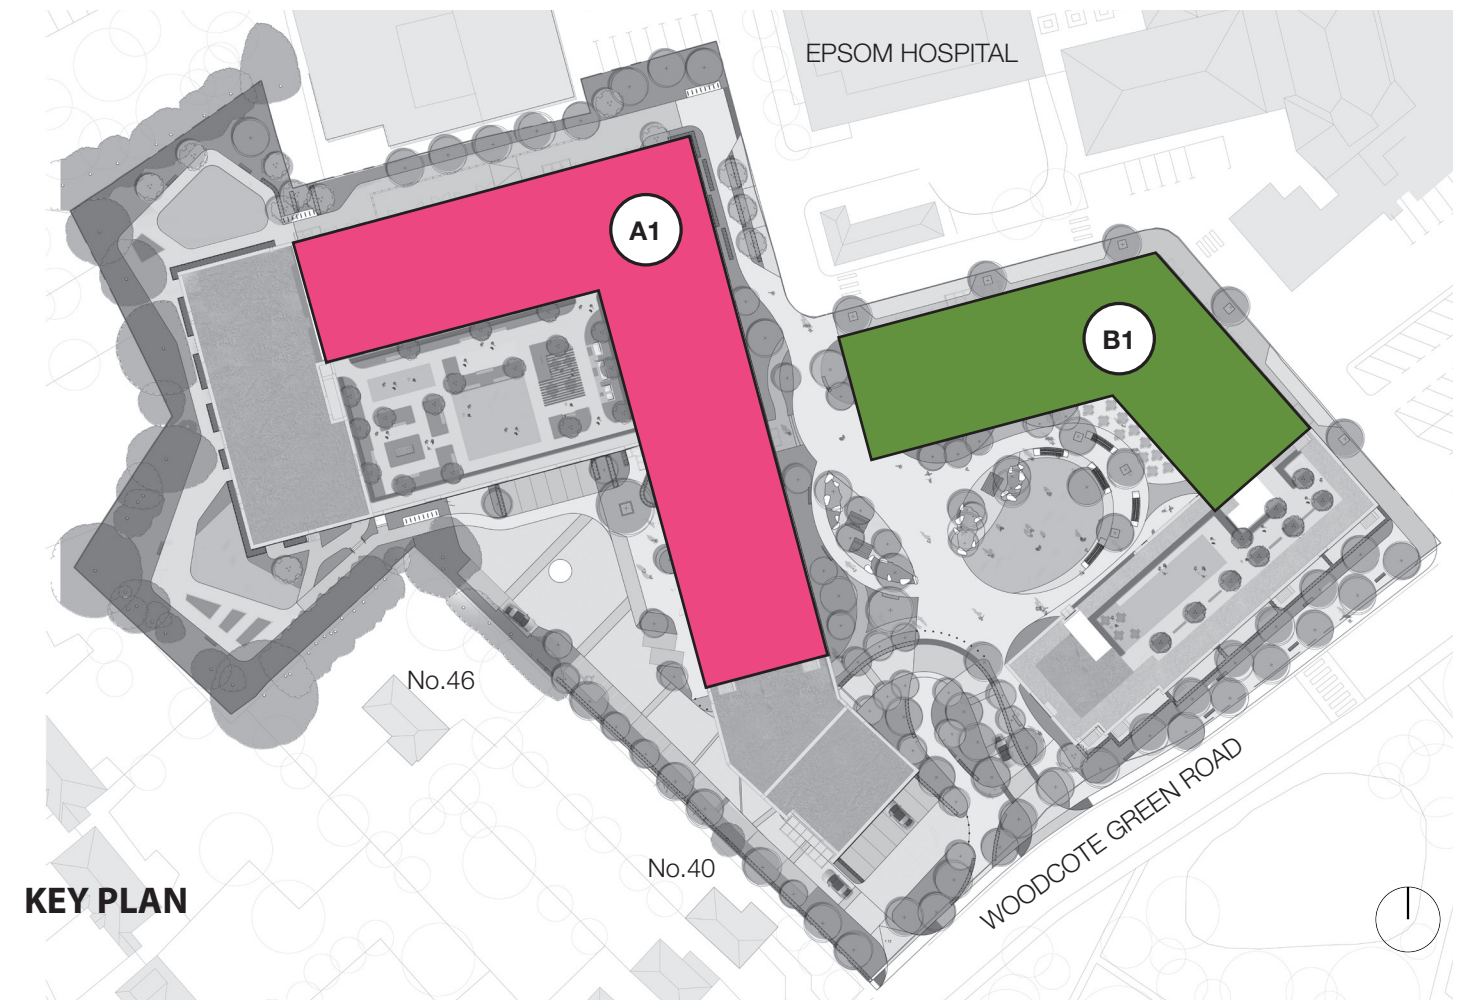 EPSOM HOSPITAL
A1
B1
No.46
No.40
WOODCOTE GREEN ROAD
KEY PLAN